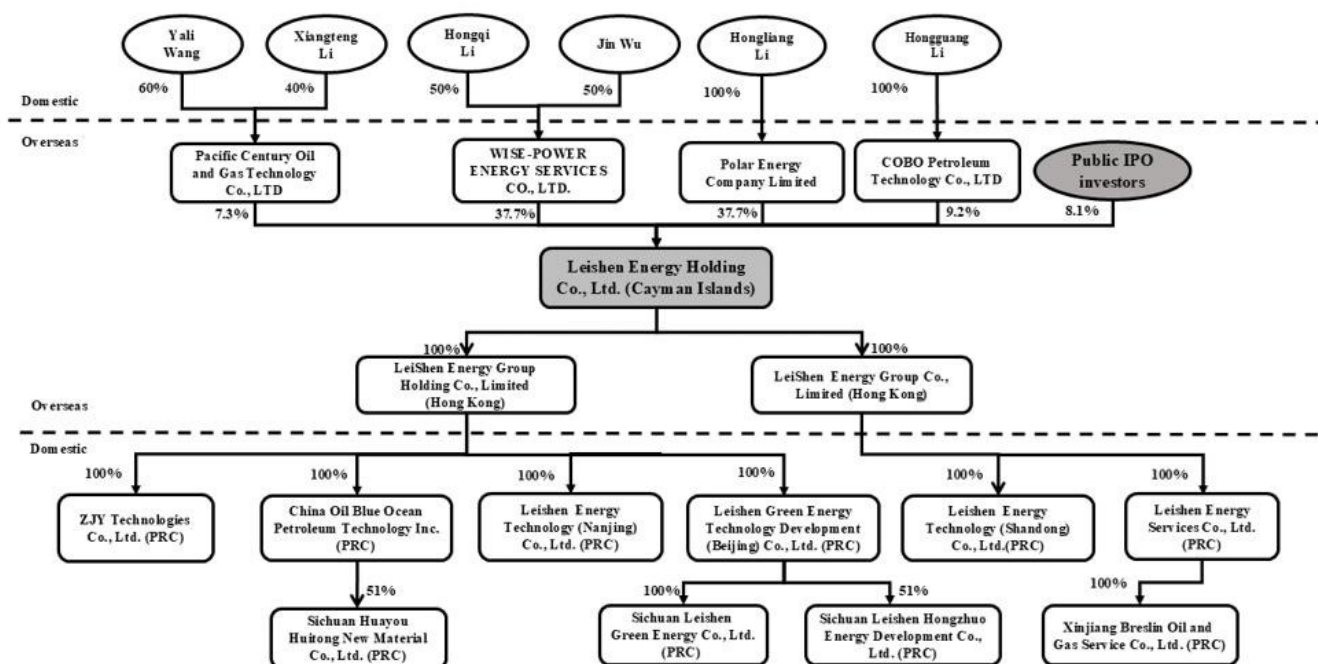 Yali
Wang
Xiangteng
Li
Hongqi
Li
Jin Wu
Hongliang
Li
Hongguang
Li
60%
40%
50%
50%
100%
100%
Domestic
Overseas
Pacific Century Oil
and Gas Technology
Co., LTD
WISE-POWER
ENERGY SERVICES
CO., LTD.
Polar Energy
Company Limited
COBO Petroleum
Technology Co., LTD
Public IPO
investors
7.3%
37.7%
37.7%
9.2%
8.1%
Leishen Energy Holding
Co., Ltd. (Cayman Islands)
100%
100%
LeiShen Energy Group
Holding Co., Limited
(Hong Kong)
LeiShen Energy Group Co.,
Limited (Hong Kong)
Overseas
Domestic
100%
100%
100%
100%
100%
100%
ZJY Technologies
Co., Ltd. (PRC)
China Oil Blue Ocean
Petroleum Technology Inc.
(PRC)
Leishen Energy
Technology (Nanjing)
Co., Ltd. (PRC)
Leishen Green Energy
Technology Development
(Beijing) Co., Ltd. (PRC)
Leishen Energy
Technology (Shandong)
Co., Ltd.(PRC)
Leishen Energy
Services Co., Ltd.
(PRC)
51%
100%
51%
100%
Sichuan Huayou
Huitong New Material
Co., Ltd. (PRC)
Sichuan Leishen
Green Energy Co., Ltd.
(PRC)
Sichuan Leishen Hongzhuo
Energy Development Co.,
Ltd. (PRC)
Xinjiang Breslin Oil and
Gas Service Co., Ltd. (PRC)